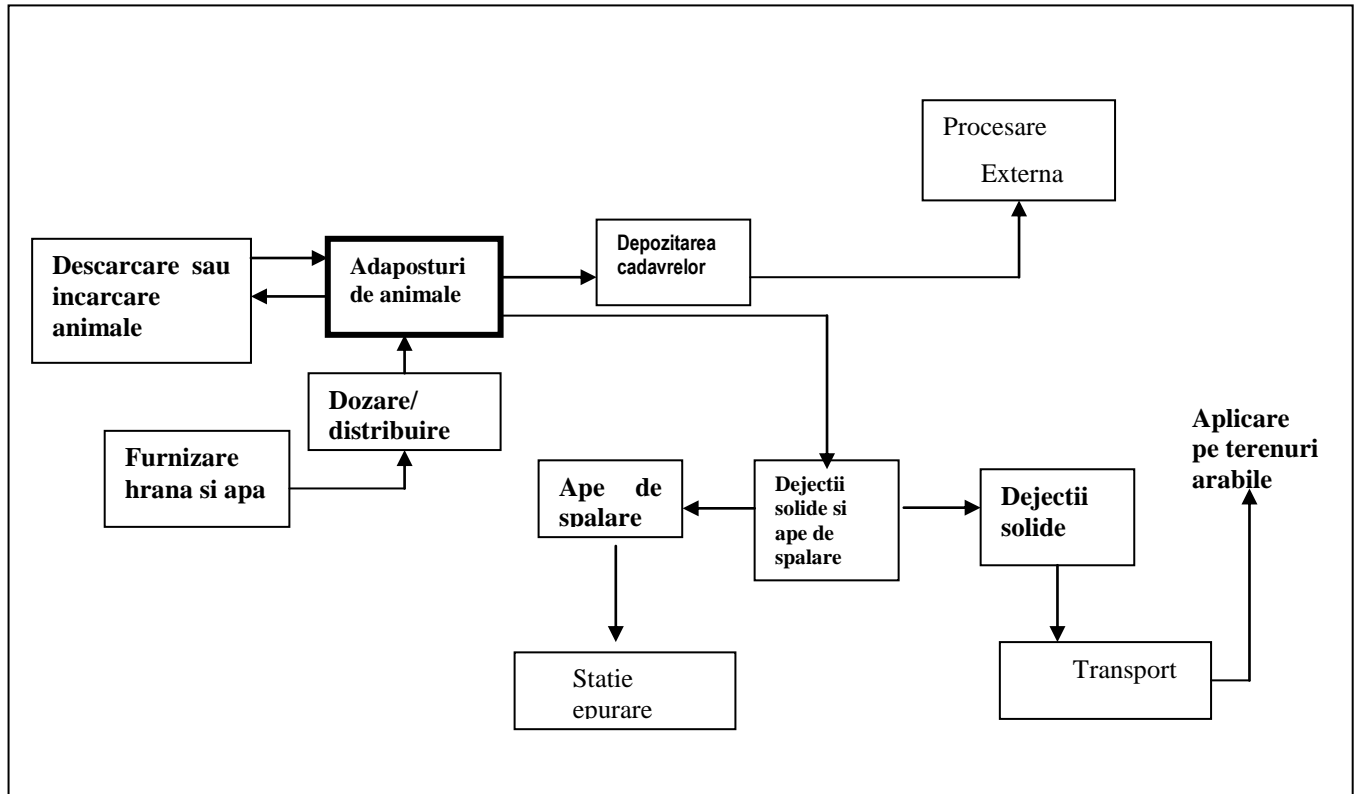 Procesare
Externa
Descarcare sau
incarcare
animale
Adaposturi
de animale
Depozitarea
cadavrelor
Dozare/
distribuire
Furnizare
hrana si apa
Ape de
spalare
Dejectii
solide si
ape de
spalare
Dejectii
solide
Aplicare
pe terenuri
arabile
Statie
epurare
Transport